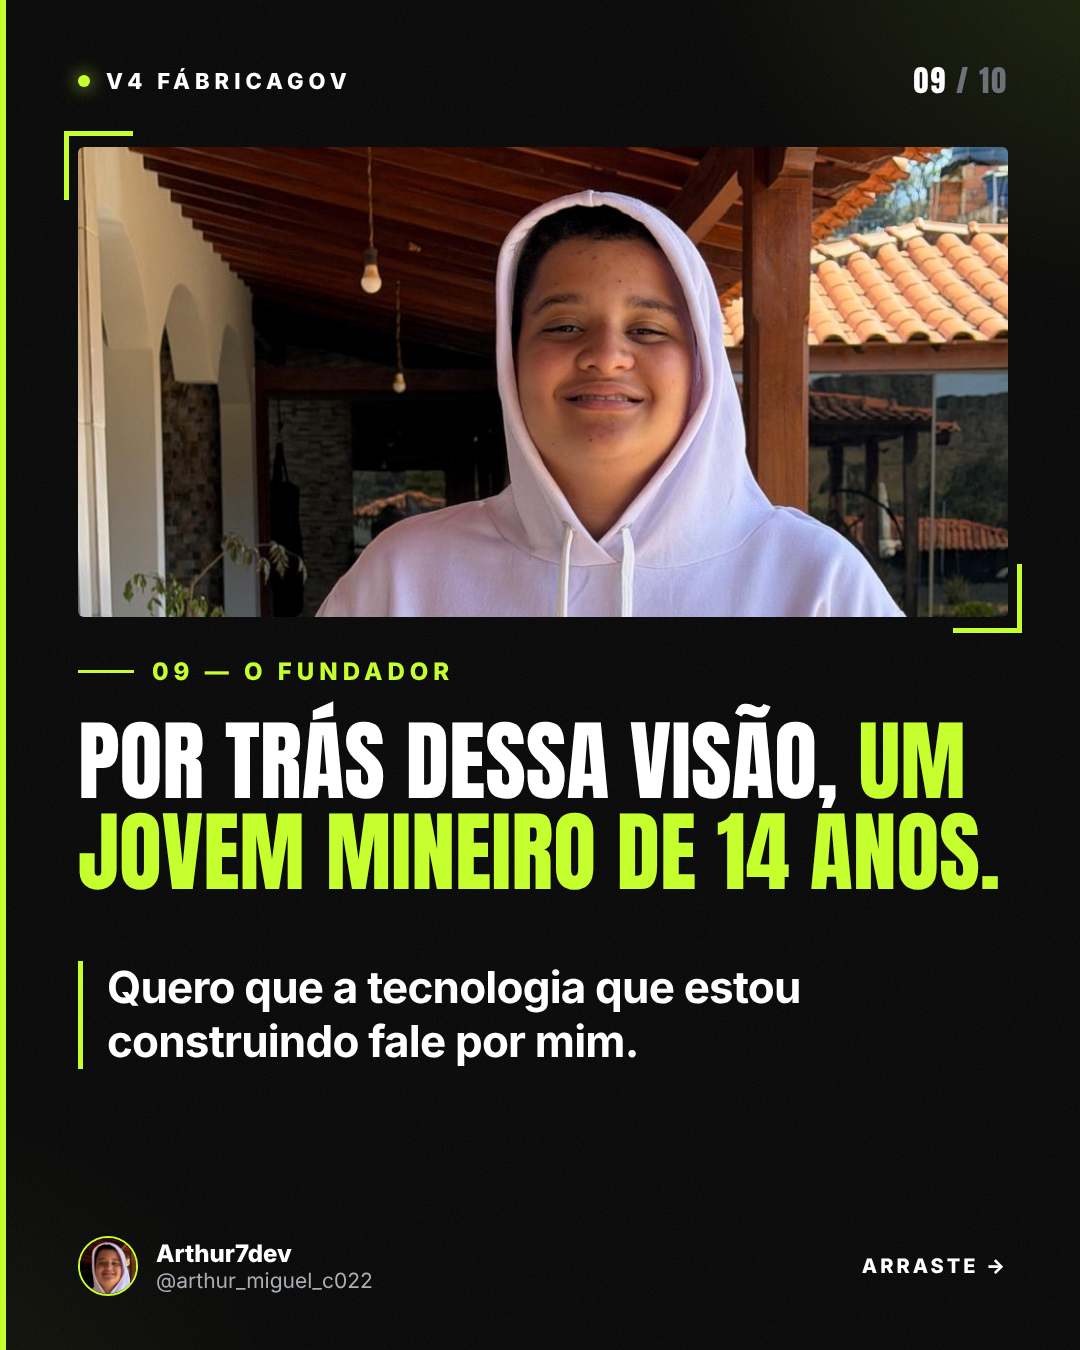 V4 FÁBRICAGOV
09 / 10
09 — O FUNDADOR
POR TRÁS DESSA VISÃO, UM
JOVEM MINEIRO DE 14 ANOS.
Quero que a tecnologia que estou
construindo fale por mim.
Arthur7dev
@arthur_miguel_c022
ARRASTE →